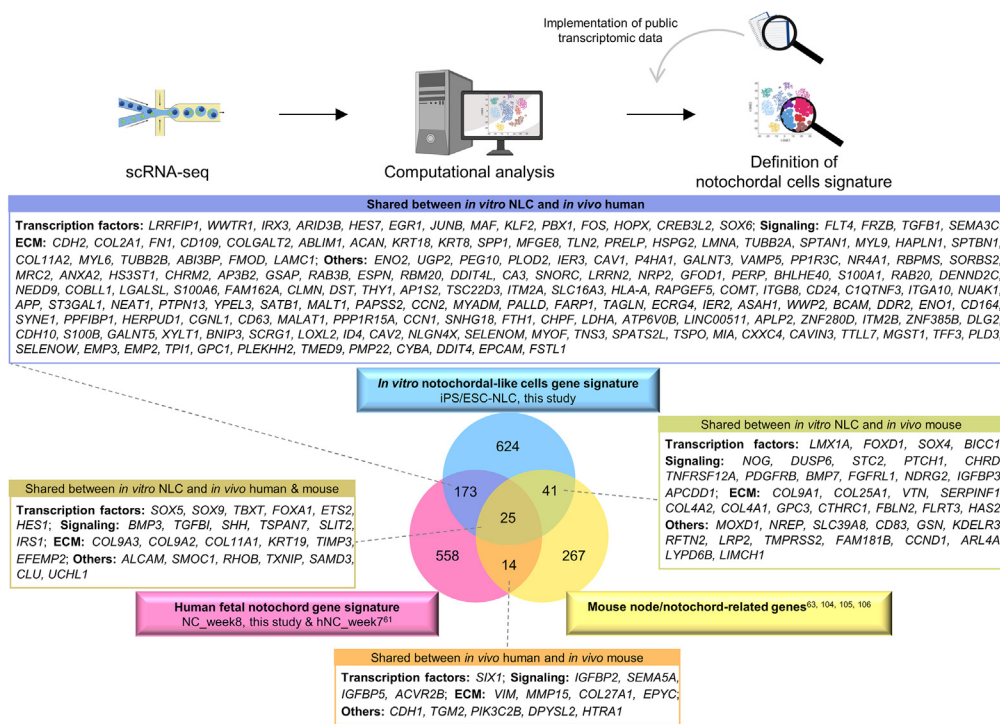 Implementation of public
transcriptomic data
scRNA-seq
Computational analysis
Definition of
notochordal cells signature
Shared between in vitro NLC and in vivo human
Transcription factors: LRRFIP1, WWTR1, IRX3, ARID3B, HES7, EGR1, JUNB, MAF, KLF2, PBX1, FOS, HOPX, CREB3L2, SOX6; Signaling: FLT4, FRZB, TGFB1, SEMA3C
ECM: CDH2, COL2A1, FN1, CD109, COLGALT2, ABLIM1, ACAN, KRT18, KRT8, SPP1, MFGE8, TLN2, PRELP, HSPG2, LMNA, TUBB2A, SPTAN1, MYL9, HAPLN1, SPTBN1,
COL11A2, MYL6, TUBB2B, ABI3BP, FMOD, LAMC1; Others: ENO2, UGP2, PEG10, PLOD2, IER3, CAV1, P4HA1, GALNT3, VAMP5, PP1R3C, NR4A1, RBPMS, SORBS2,
MRC2, ANXA2, HS3ST1, CHRM2, AP3B2, GSAP, RAB3B, ESPN, RBM20, DDIT4L, CA3, SNORC, LRRN2, NRP2, GFOD1, PERP, BHLHE40, S100A1, RAB20, DENND2C,
NEDD9, COBLL1, LGALSL, S100A6, FAM162A, CLMN, DST, THY1, AP1S2, TSC22D3, ITM2A, SLC16A3, HLA-A, RAPGEF5, COMT, ITGB8, CD24, C1QTNF3, ITGA10, NUAK1,
APP, ST3GAL1, NEAT1, PTPN13, YPEL3, SATB1, MALT1, PAPSS2, CCN2, MYADM, PALLD, FARP1, TAGLN, ECRG4, IER2, ASAH1, WWP2, BCAM, DDR2, ENO1, CD164,
SYNE1, PPFIBP1, HERPUD1, CGNL1, CD63, MALAT1, PPP1R15A, CCN1, SNHG18, FTH1, CHPF, LDHA, ATP6V0B, LINC00511, APLP2, ZNF280D, ITM2B, ZNF385B, DLG2,
CDH10, S100B, GALNT5, XYLT1, BNIP3, SCRG1, LOXL2, ID4, CAV2, NLGN4X, SELENOM, MYOF, TNS3, SPATS2L, TSPO, MIA, CXXC4, CAVIN3, TTLL7, MGST1, TFF3, PLD3,
SELENOW, EMP3, EMP2, TPI1, GPC1, PLEKHH2, TMED9, PMP22, CYBA, DDIT4, EPCAM, FSTL1
In vitro notochordal-like cells gene signature
iPS/ESC-NLC, this study
Shared between in vitro NLC and in vivo mouse
Transcription factors: LMX1A, FOXD1, SOX4, BICC1
Signaling: NOG, DUSP6, STC2, PTCH1, CHRD
TNFRSF12A, PDGFRB, BMP7, FGFRL1, NDRG2, IGFBP3
APCDD1; ECM: COL9A1, COL25A1, VTN, SERPINF1
COL4A2, COL4A1, GPC3, CTHRC1, FBLN2, FLRT3, HAS2
Others: MOXD1, NREP, SLC39A8, CD83, GSN, KDELR3
RFTN2, LRP2, TMPRSS2, FAM181B, CCND1, ARL4A
LYPD6B, LIMCH1
624
173
41
25
558
14
267
Shared between in vitro NLC and in vivo human & mouse
Transcription factors: SOX5, SOX9, TBXT, FOXA1, ETS2,
HES1; Signaling: BMP3, TGFBI, SHH, TSPAN7, SLIT2,
IRS1; ECM: COL9A3, COL9A2, COL11A1, KRT19, TIMP3,
EFEMP2; Others: ALCAM, SMOC1, RHOB, TXNIP, SAMD3,
CLU, UCHL1
Human fetal notochord gene signature
NC_week8, this study & hNC_week7⁶¹
Mouse node/notochord-related genes⁶³, ¹⁰⁴, ¹⁰⁵, ¹⁰⁶
Shared between in vivo human and in vivo mouse
Transcription factors: SIX1; Signaling: IGFBP2, SEMA5A,
IGFBP5, ACVR2B; ECM: VIM, MMP15, COL27A1, EPYC;
Others: CDH1, TGM2, PIK3C2B, DPYSL2, HTRA1